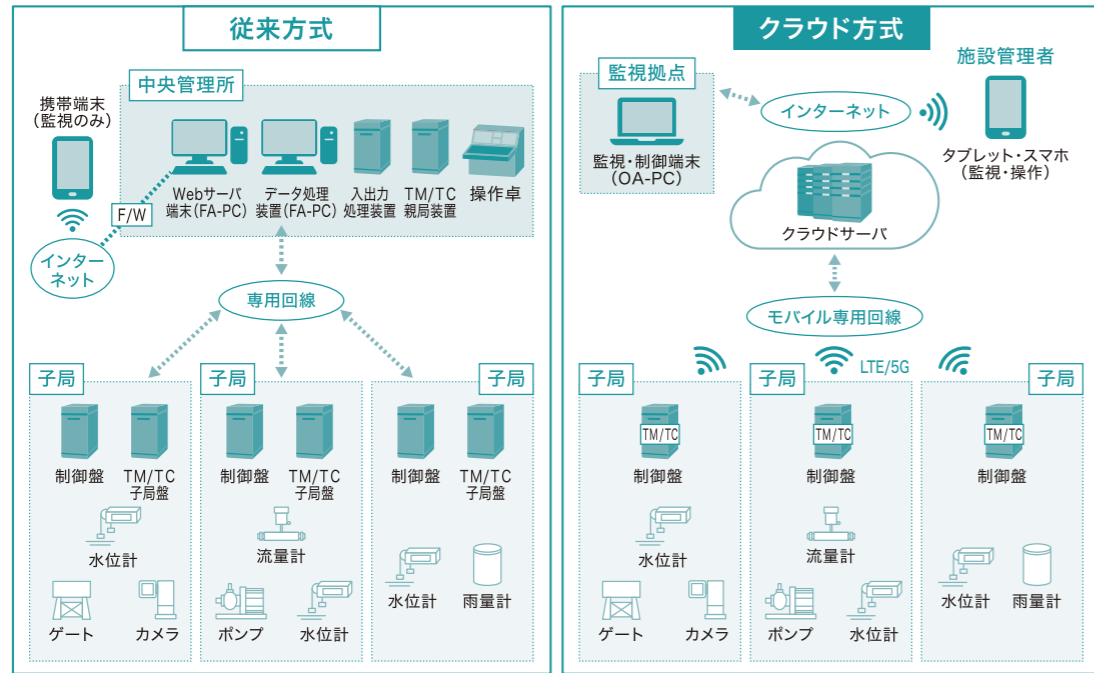 従来方式
中央管理所
携帯端末
(監視のみ)
Webサーバ
端末(FA-PC)
データ処理
装置(FA-PC)
入出力
処理装置
TM/TC
親局装置
操作卓
F/W
インター
ネット
専用回線
子局
制御盤
TM/TC
子局盤
水位計
ゲート
カメラ
子局
制御盤
TM/TC
子局盤
流量計
ポンプ
水位計
子局
制御盤
TM/TC
子局盤
水位計
雨量計
クラウド方式
監視拠点
監視・制御端末
(OA-PC)
インターネット
施設管理者
タブレット・スマホ
(監視・操作)
クラウドサーバ
モバイル専用回線
LTE/5G
子局
TM/TC
制御盤
水位計
ゲート
カメラ
子局
TM/TC
制御盤
流量計
ポンプ
水位計
子局
TM/TC
制御盤
水位計
雨量計